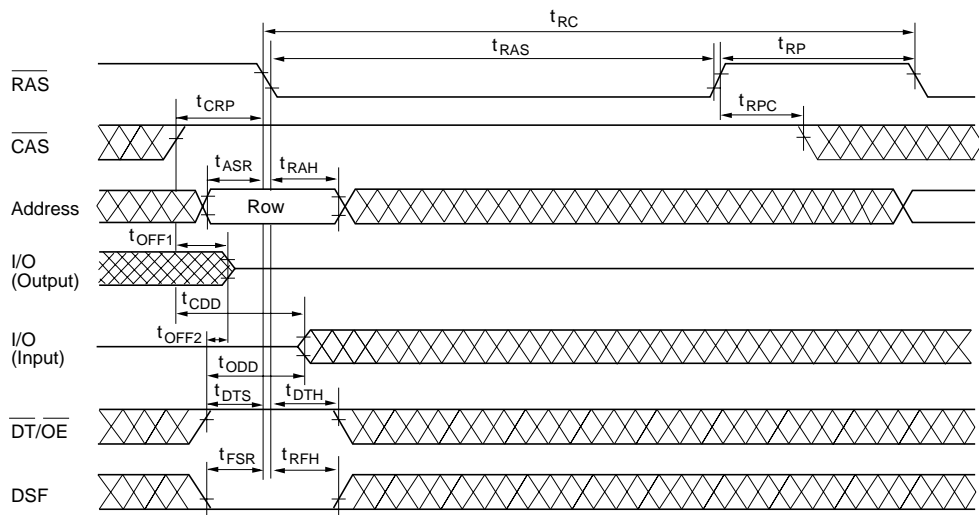 tRC
tRAS
tRP
RAS
tCRP
tRPC
CAS
tASR
tRAH
Address
Row
tOFF1
I/O
(Output)
tCDD
I/O
(Input)
tOFF2
tODD
tDTS
tDTH
DT/OE
tFSR
tRFH
DSF